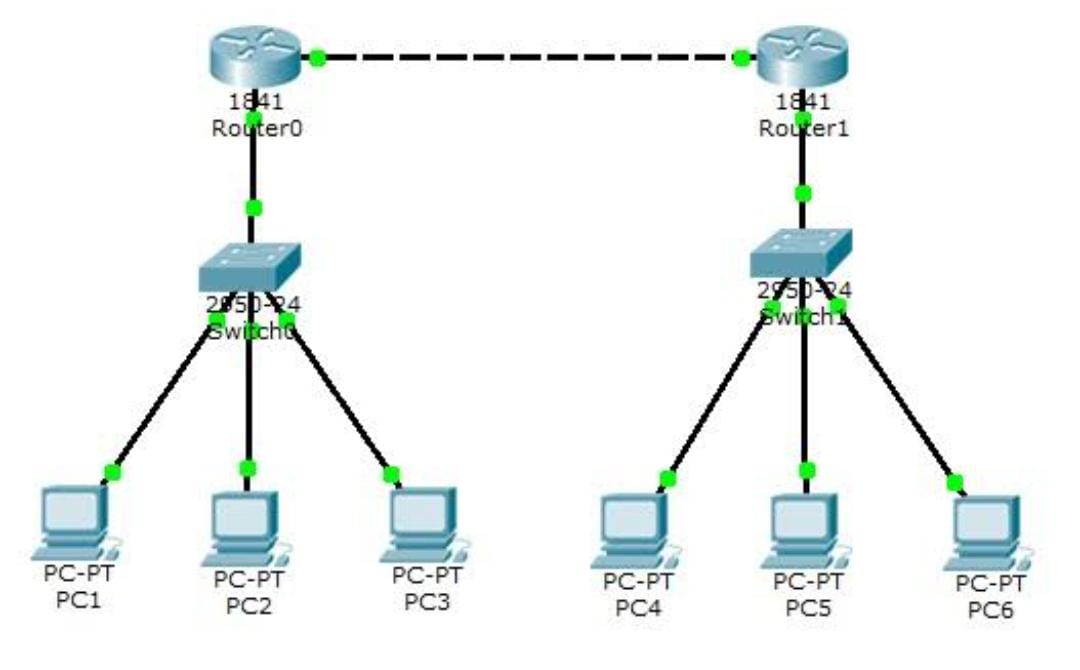 1841
Router0
1841
Router1
2950-24
Switch0
2950-24
Switch1
PC-PT
PC1
PC-PT
PC2
PC-PT
PC3
PC-PT
PC4
PC-PT
PC5
PC-PT
PC6